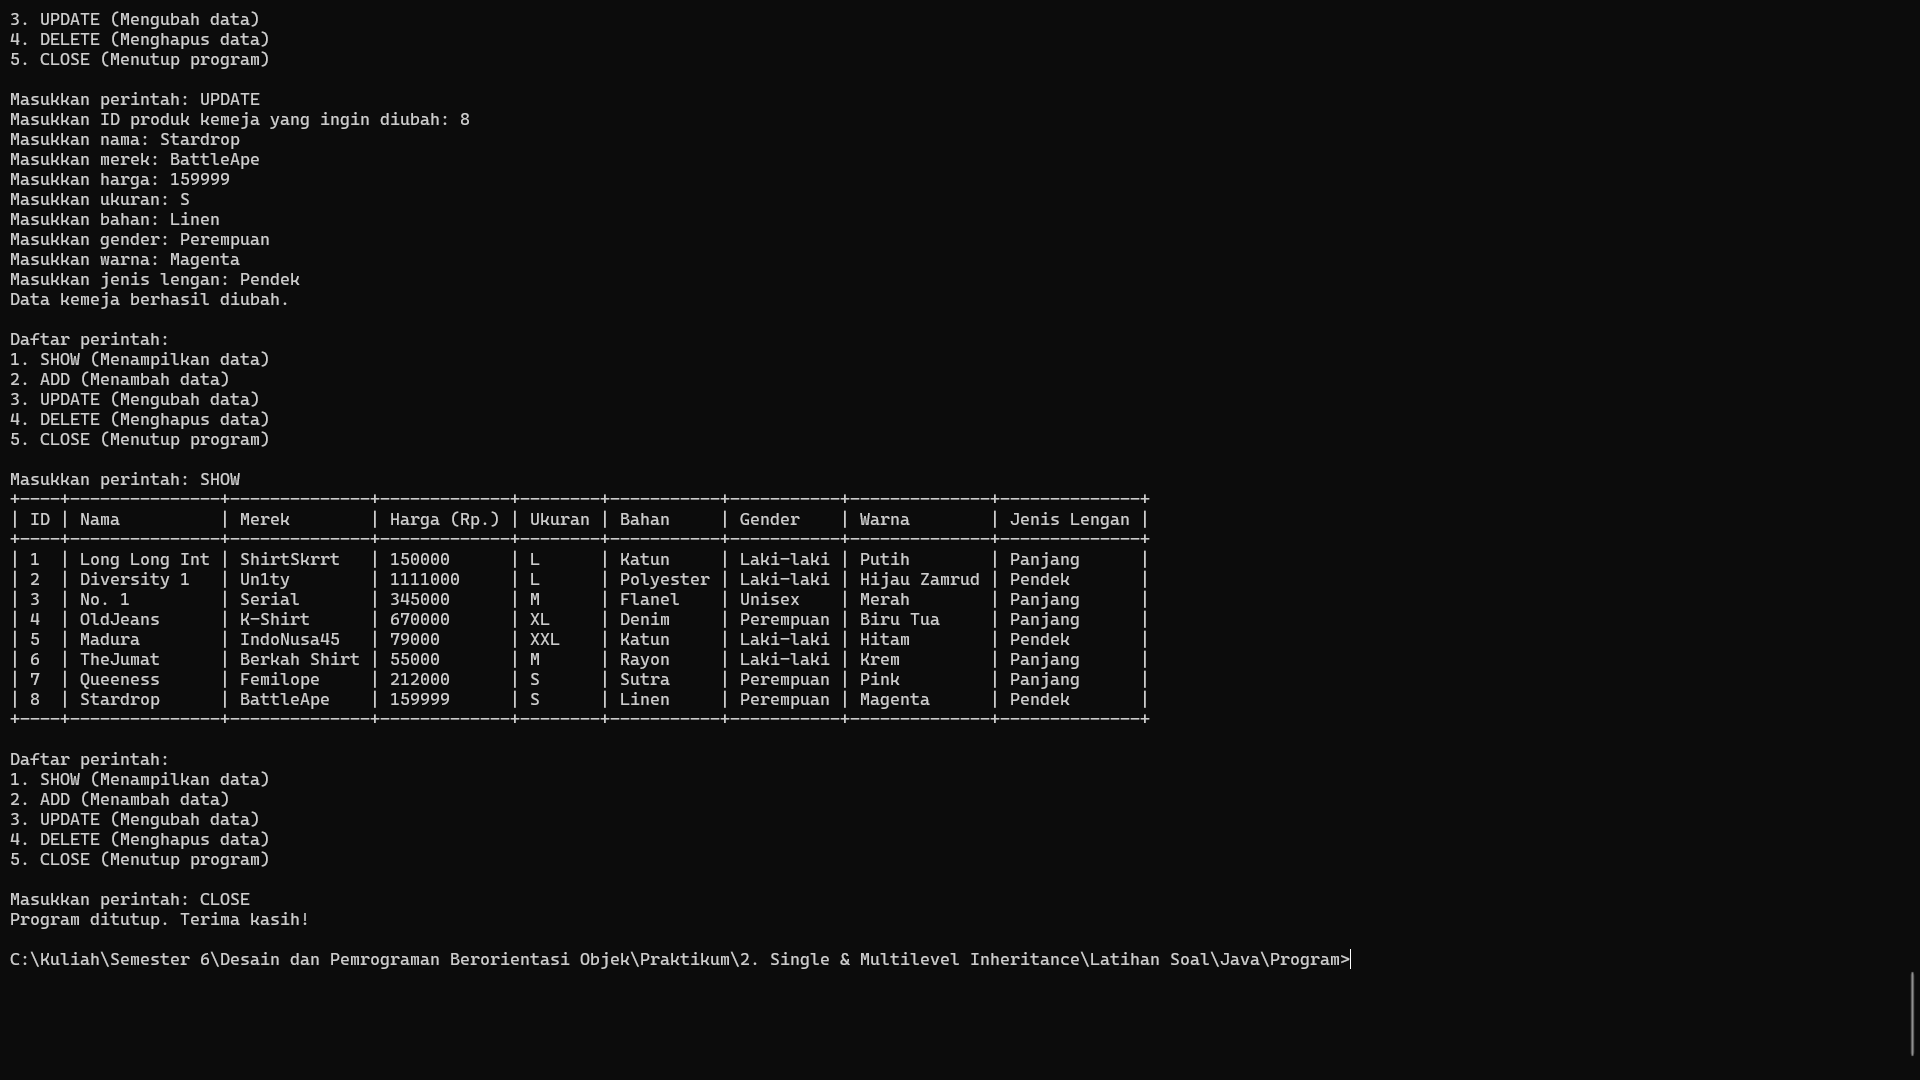 3. UPDATE (Mengubah data)
4. DELETE (Menghapus data)
5. CLOSE (Menutup program)

Masukkan perintah: UPDATE
Masukkan ID produk kemeja yang ingin diubah: 8
Masukkan nama: Stardrop
Masukkan merek: BattleApe
Masukkan harga: 159999
Masukkan ukuran: S
Masukkan bahan: Linen
Masukkan gender: Perempuan
Masukkan warna: Magenta
Masukkan jenis lengan: Pendek
Data kemeja berhasil diubah.

Daftar perintah:
1. SHOW (Menampilkan data)
2. ADD (Menambah data)
3. UPDATE (Mengubah data)
4. DELETE (Menghapus data)
5. CLOSE (Menutup program)

Masukkan perintah: SHOW
+----+---------------+--------------+-------------+--------+-----------+-----------+--------------+--------------+
| ID | Nama          | Merek        | Harga (Rp.) | Ukuran | Bahan     | Gender    | Warna        | Jenis Lengan |
+----+---------------+--------------+-------------+--------+-----------+-----------+--------------+--------------+
| 1  | Long Long Int | ShirtSkrrt   | 150000      | L      | Katun     | Laki-laki | Putih        | Panjang      |
| 2  | Diversity 1   | Un1ty        | 1111000     | L      | Polyester | Laki-laki | Hijau Zamrud | Pendek       |
| 3  | No. 1         | Serial       | 345000      | M      | Flanel    | Unisex    | Merah        | Panjang      |
| 4  | OldJeans      | K-Shirt      | 670000      | XL     | Denim     | Perempuan | Biru Tua     | Panjang      |
| 5  | Madura        | IndoNusa45   | 79000       | XXL    | Katun     | Laki-laki | Hitam        | Pendek       |
| 6  | TheJumat      | Berkah Shirt | 55000       | M      | Rayon     | Laki-laki | Krem         | Panjang      |
| 7  | Queeness      | Femilope     | 212000      | S      | Sutra     | Perempuan | Pink         | Panjang      |
| 8  | Stardrop      | BattleApe    | 159999      | S      | Linen     | Perempuan | Magenta      | Pendek       |
+----+---------------+--------------+-------------+--------+-----------+-----------+--------------+--------------+

Daftar perintah:
1. SHOW (Menampilkan data)
2. ADD (Menambah data)
3. UPDATE (Mengubah data)
4. DELETE (Menghapus data)
5. CLOSE (Menutup program)

Masukkan perintah: CLOSE
Program ditutup. Terima kasih!

C:\Kuliah\Semester 6\Desain dan Pemrograman Berorientasi Objek\Praktikum\2. Single & Multilevel Inheritance\Latihan Soal\Java\Program>